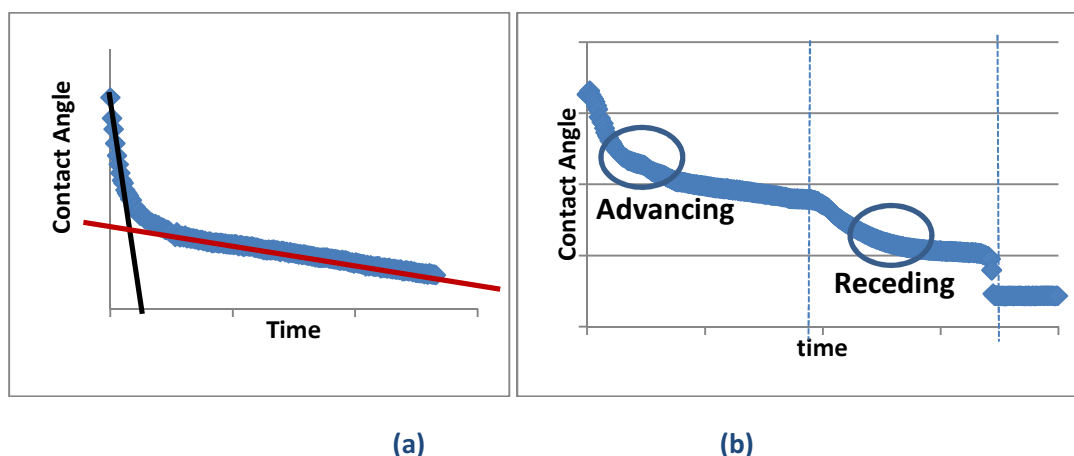 Contact Angle
Time
Contact Angle
Advancing
Receding
time
(a)
(b)